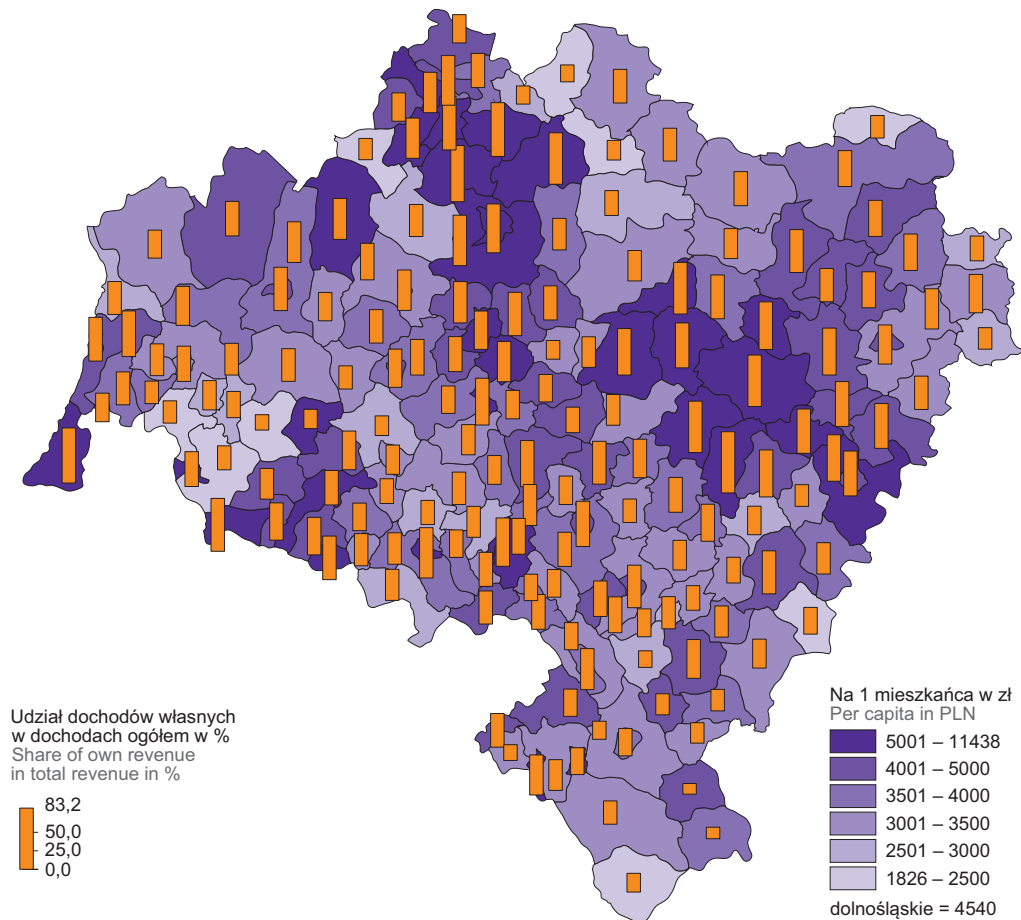 Udział dochodów własnych
w dochodach ogółem w %
Share of own revenue
in total revenue in %
83,2
50,0
25,0
0,0
Na 1 mieszkańca w zł
Per capita in PLN
5001 – 11438
4001 – 5000
3501 – 4000
3001 – 3500
2501 – 3000
1826 – 2500
dolnośląskie = 4540